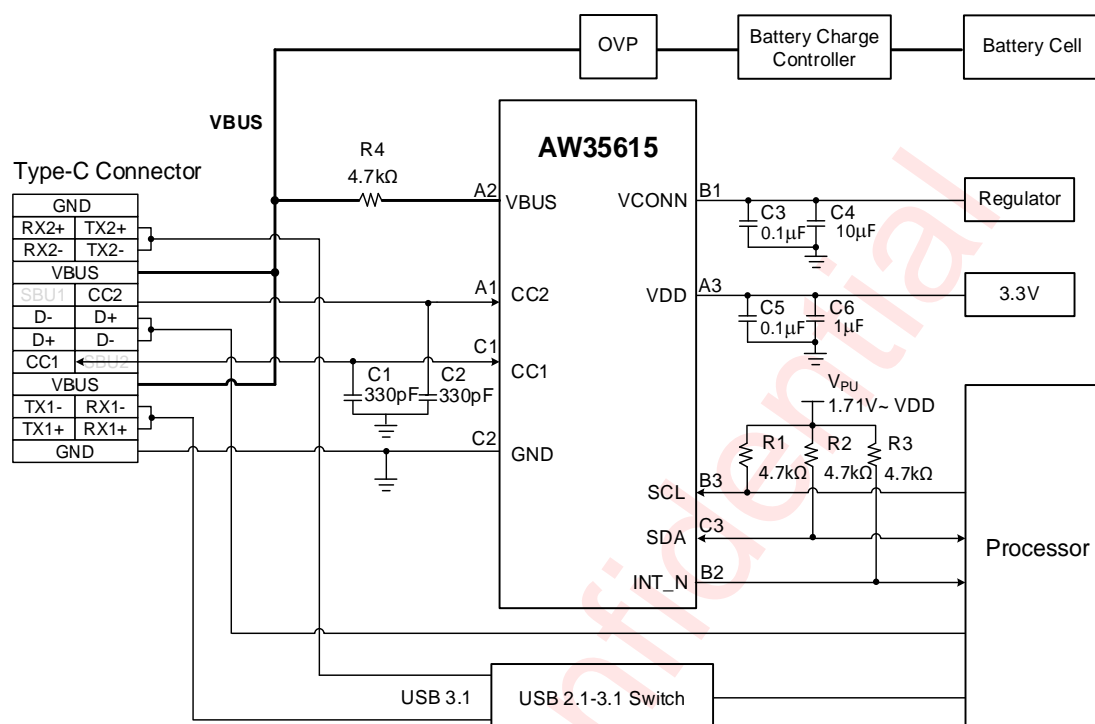 OVP
Battery Charge
Controller
Battery Cell
VBUS
AW35615
R4
4.7kΩ
A2
VBUS
VCONN
B1
Regulator
C3
0.1µF
C4
10µF
Type-C Connector
GND
RX2+ TX2+
RX2- TX2-
VBUS
SBU1 CC2
D- D+
D+ D-
CC1 SBU2
VBUS
TX1- RX1-
TX1+ RX1+
GND
A1
CC2
VDD
A3
3.3V
C5
0.1µF
C6
1µF
C1
CC1
C1
330pF
C2
330pF
VPU
1.71V~ VDD
R1
4.7kΩ
R2
4.7kΩ
R3
4.7kΩ
C2
GND
SCL
B3
SDA
C3
INT_N
B2
Processor
USB 3.1
USB 2.1-3.1 Switch
nfidential